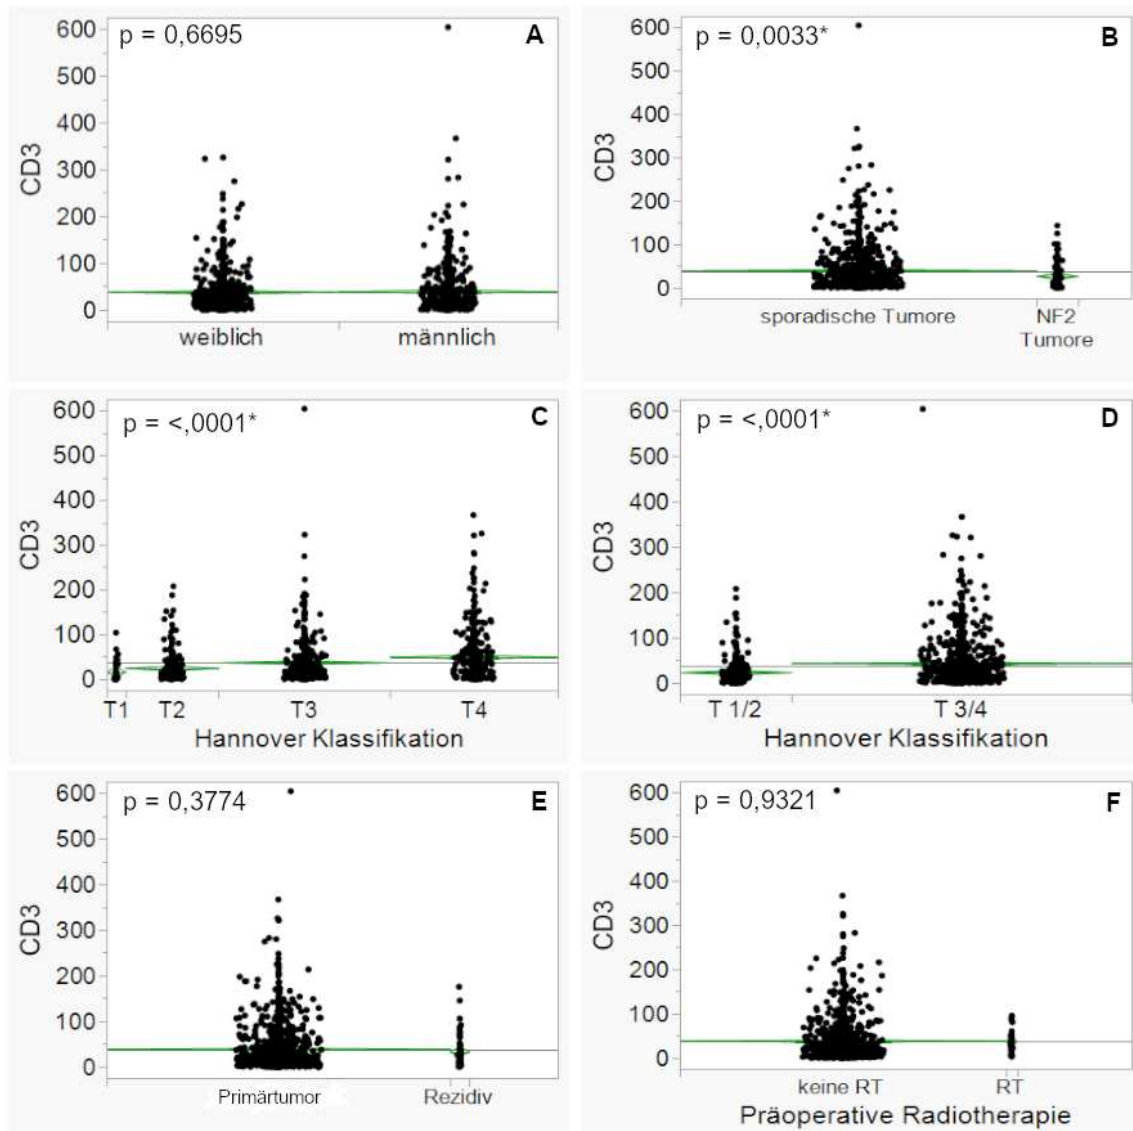 p = 0,6695
A
600
500
400
300
200
100
0
CD3
weiblich
männlich
p = 0,0033*
B
600
500
400
300
200
100
0
CD3
sporadische Tumore
NF2
Tumore
p = <,0001*
C
600
500
400
300
200
100
0
CD3
T1
T2
T3
T4
Hannover Klassifikation
p = <,0001*
D
600
500
400
300
200
100
0
CD3
T 1/2
T 3/4
Hannover Klassifikation
p = 0,3774
E
600
500
400
300
200
100
0
CD3
Primärtumor
Rezidiv
p = 0,9321
F
600
500
400
300
200
100
0
CD3
keine RT
RT
Präoperative Radiotherapie